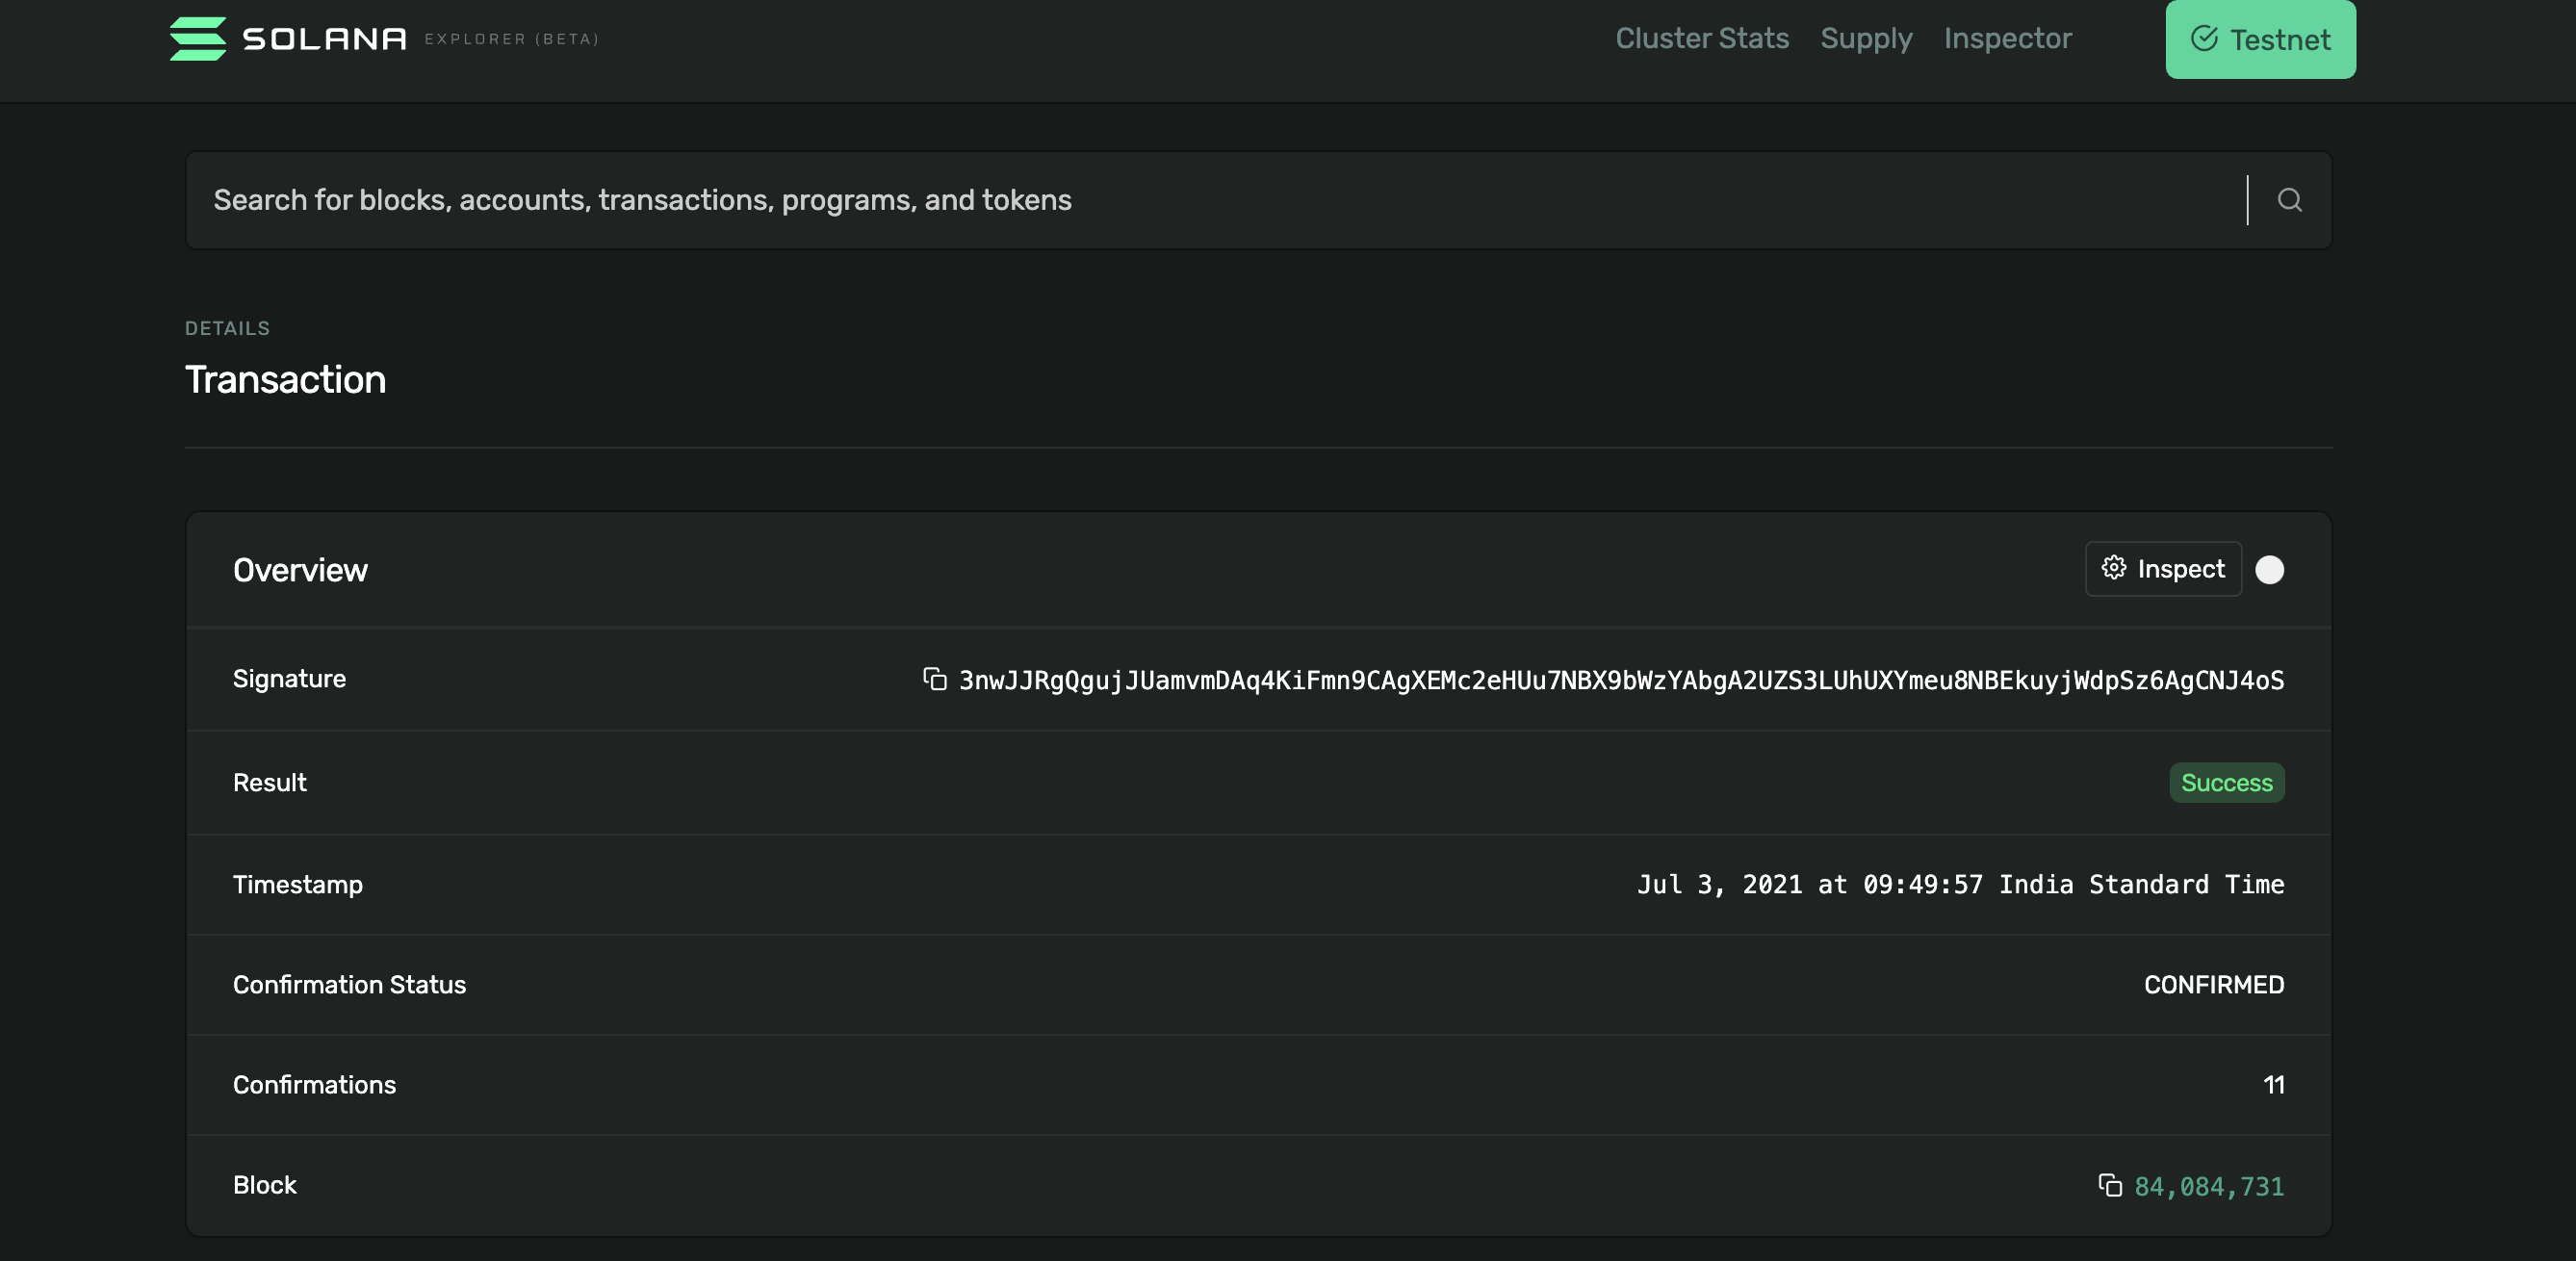 SOLANA EXPLORER (BETA)
Cluster Stats Supply Inspector Testnet
Search for blocks, accounts, transactions, programs, and tokens
DETAILS
Transaction
Overview Inspect
Signature 3nwJJRgQgujJUamvmDAq4KiFmn9CAgXEMc2eHUu7NBX9bWzYAbgA2UZS3LUhUXYmeu8NBEkuyjWdpSz6AgCNJ4oS
Result Success
Timestamp Jul 3, 2021 at 09:49:57 India Standard Time
Confirmation Status CONFIRMED
Confirmations 11
Block 84,084,731